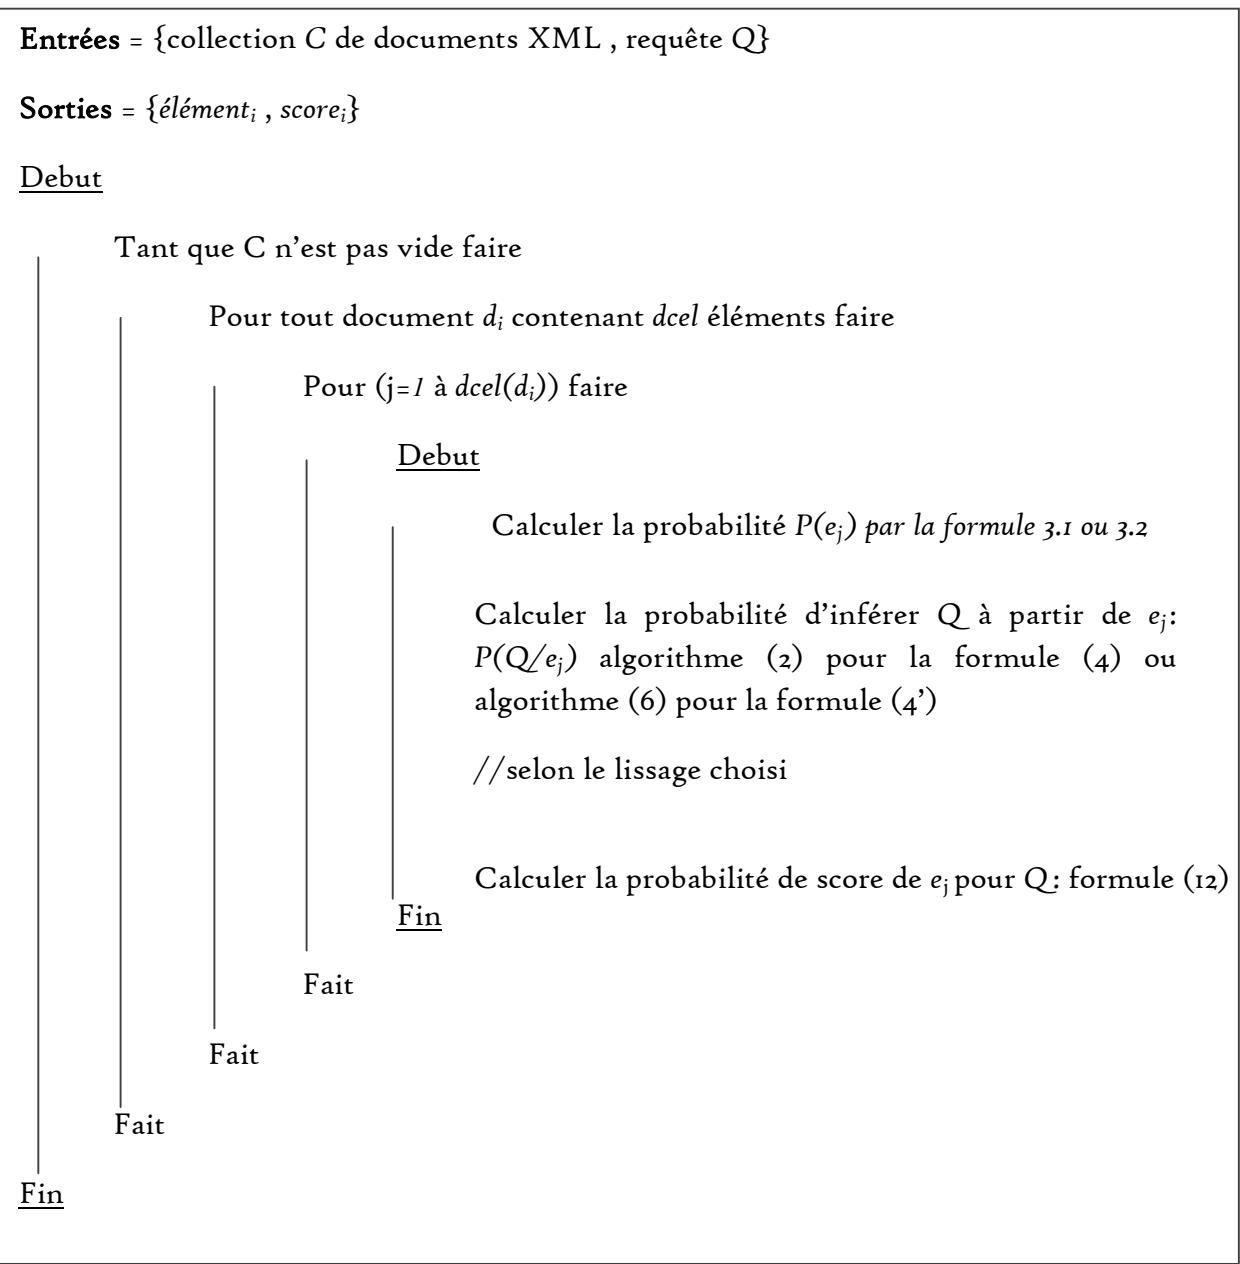 Entrées = {collection C de documents XML , requête Q}
Sorties = {élémentᵢ , scoreᵢ}
Debut
Tant que C n'est pas vide faire
Pour tout document dᵢ contenant dcel éléments faire
Pour (j=1 à dcel(dᵢ)) faire
Debut
Calculer la probabilité P(eⱼ) par la formule 3.1 ou 3.2
Calculer la probabilité d'inférer Q à partir de eⱼ:
P(Q/eⱼ) algorithme (2) pour la formule (4) ou
algorithme (6) pour la formule (4')
//selon le lissage choisi
Calculer la probabilité de score de eⱼ pour Q: formule (12)
Fin
Fait
Fait
Fait
Fin